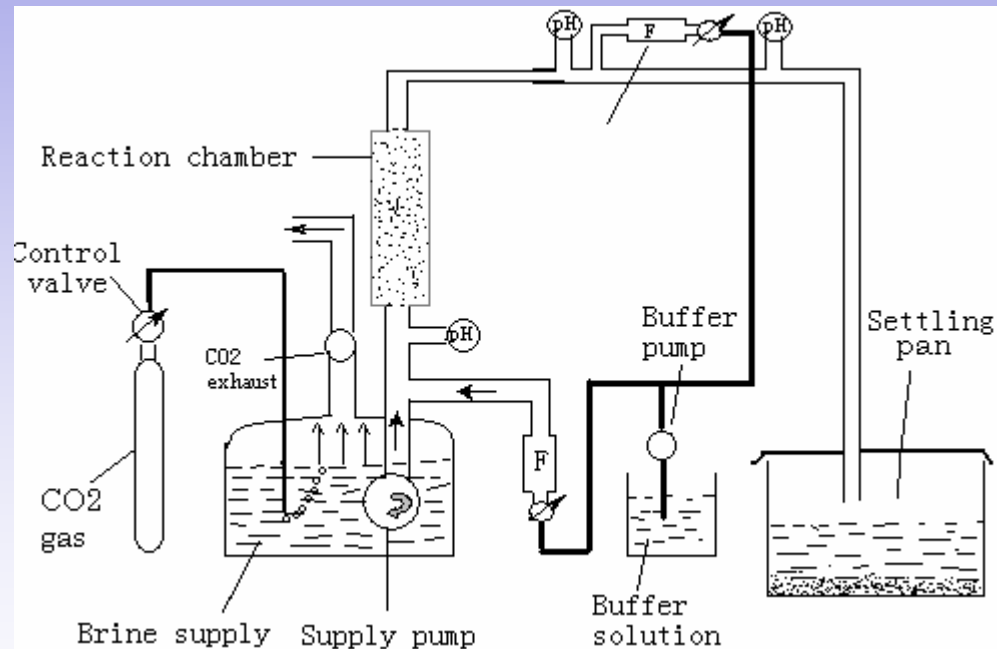 pH
F
pH
Reaction chamber
Control
valve
CO2
exhaust
pH
Buffer
pump
Settling
pan
F
CO2
gas
Brine supply
Supply pump
Buffer
solution